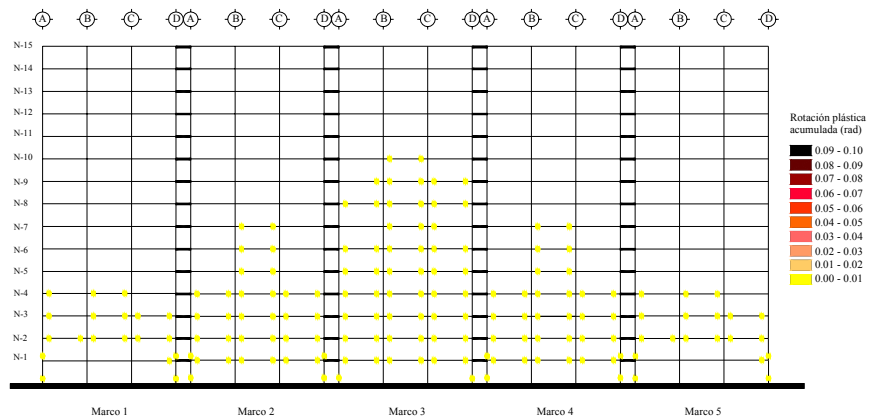 A B C D A B C D A B C D A B C D A B C D
N-15
N-14
N-13
N-12
N-11
N-10
N-9
N-8
N-7
N-6
N-5
N-4
N-3
N-2
N-1
Rotación plástica
acumulada (rad)
0.09 - 0.10
0.08 - 0.09
0.07 - 0.08
0.06 - 0.07
0.05 - 0.06
0.04 - 0.05
0.03 - 0.04
0.02 - 0.03
0.01 - 0.02
0.00 - 0.01
Marco 1 Marco 2 Marco 3 Marco 4 Marco 5